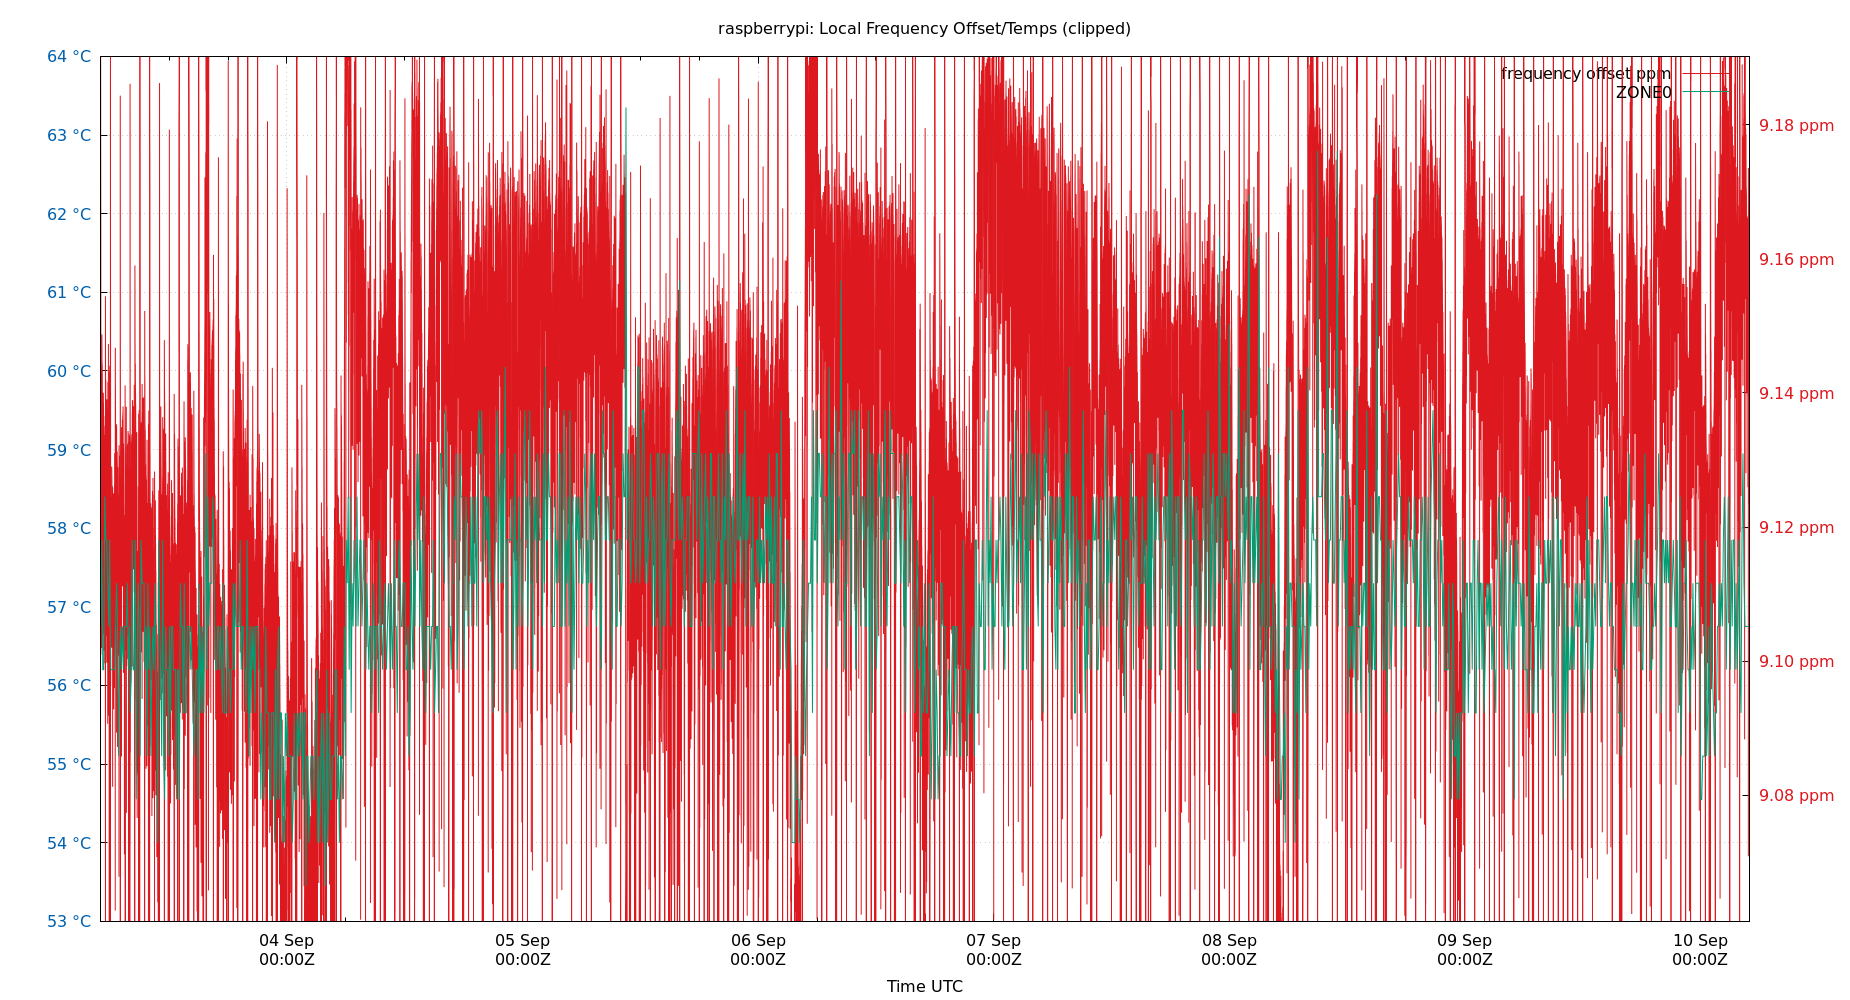 raspberrypi: Local Frequency Offset/Temps (clipped)
64 °C
63 °C
62 °C
61 °C
60 °C
59 °C
58 °C
57 °C
56 °C
55 °C
54 °C
53 °C
frequency offset ppm
ZONE0
9.18 ppm
9.16 ppm
9.14 ppm
9.12 ppm
9.10 ppm
9.08 ppm
04 Sep 05 Sep 06 Sep 07 Sep 08 Sep 09 Sep 10 Sep
00:00Z 00:00Z 00:00Z 00:00Z 00:00Z 00:00Z 00:00Z
Time UTC